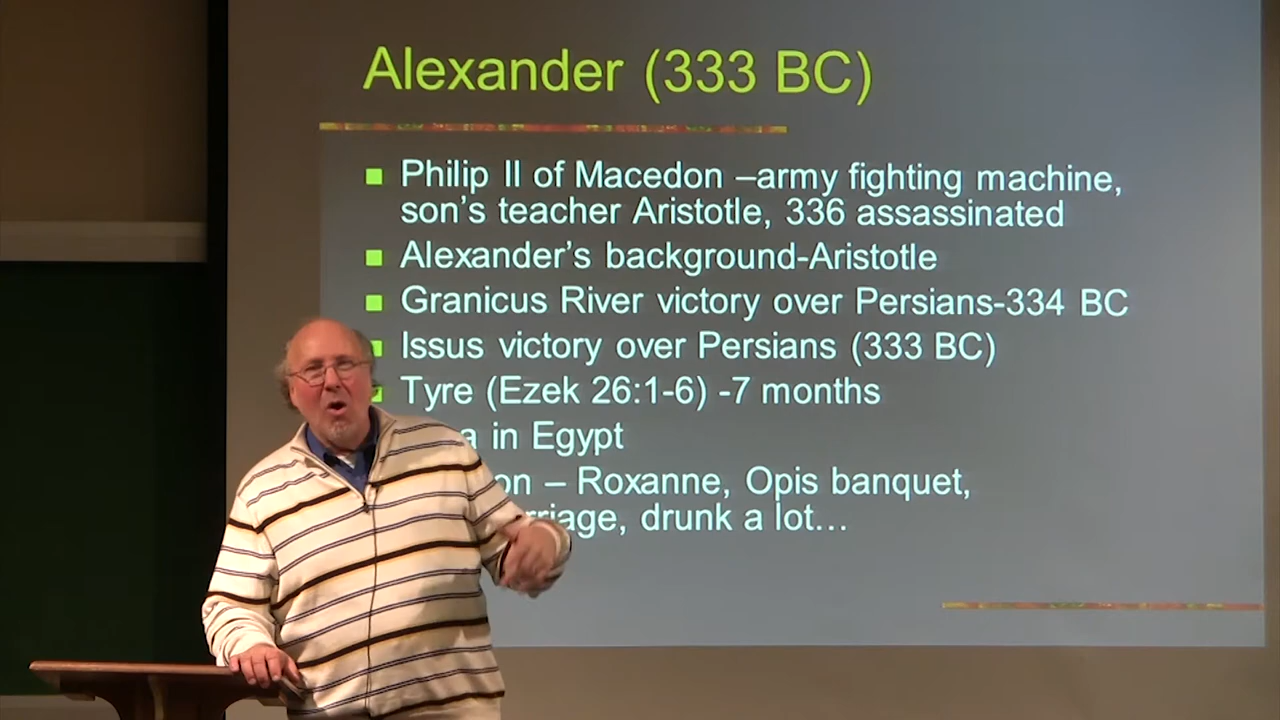 Alexander (333 BC)
Philip II of Macedon –army fighting machine,
son's teacher Aristotle, 336 assassinated
Alexander's background-Aristotle
Granicus River victory over Persians-334 BC
Issus victory over Persians (333 BC)
Tyre (Ezek 26:1-6) -7 months
in Egypt
– Roxanne, Opis banquet,
drunk a lot…